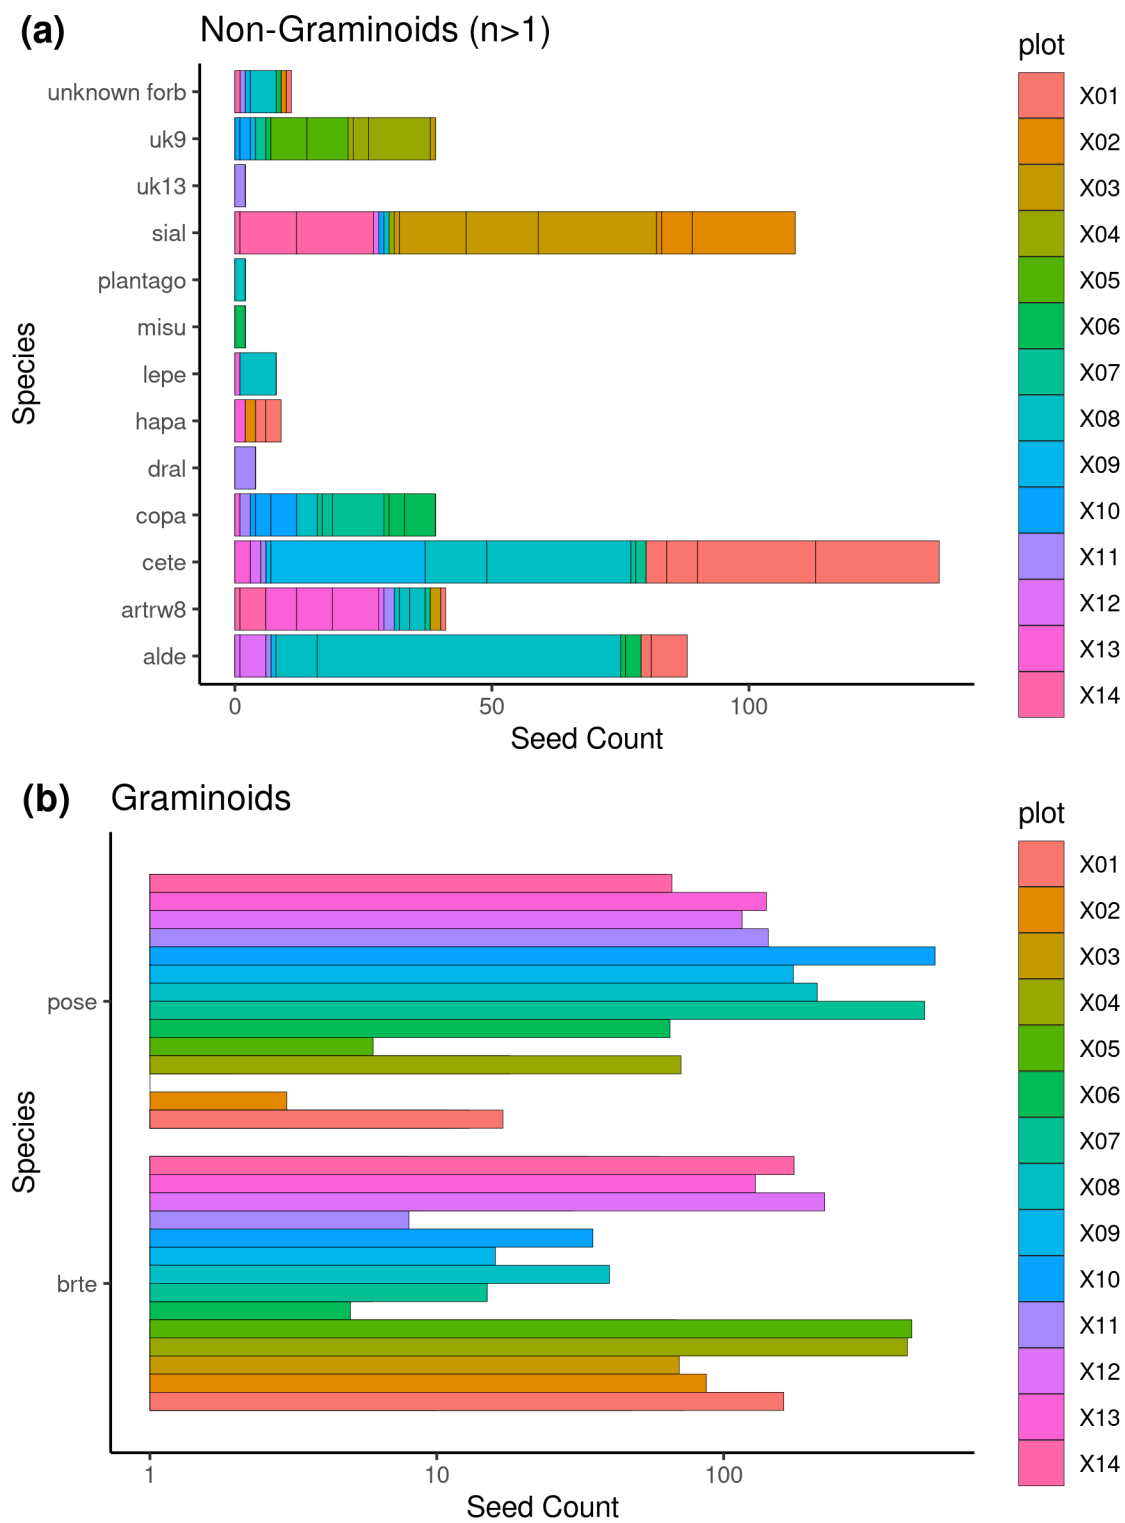 (a) Non-Graminoids (n>1)
plot
X01
X02
X03
X04
X05
X06
X07
X08
X09
X10
X11
X12
X13
X14
Species
unknown forb
uk9
uk13
sial
plantago
misu
lepe
hapa
dral
copa
cete
artrw8
alde
0 50 100
Seed Count
(b) Graminoids
plot
X01
X02
X03
X04
X05
X06
X07
X08
X09
X10
X11
X12
X13
X14
Species
pose
brte
1 10 100
Seed Count